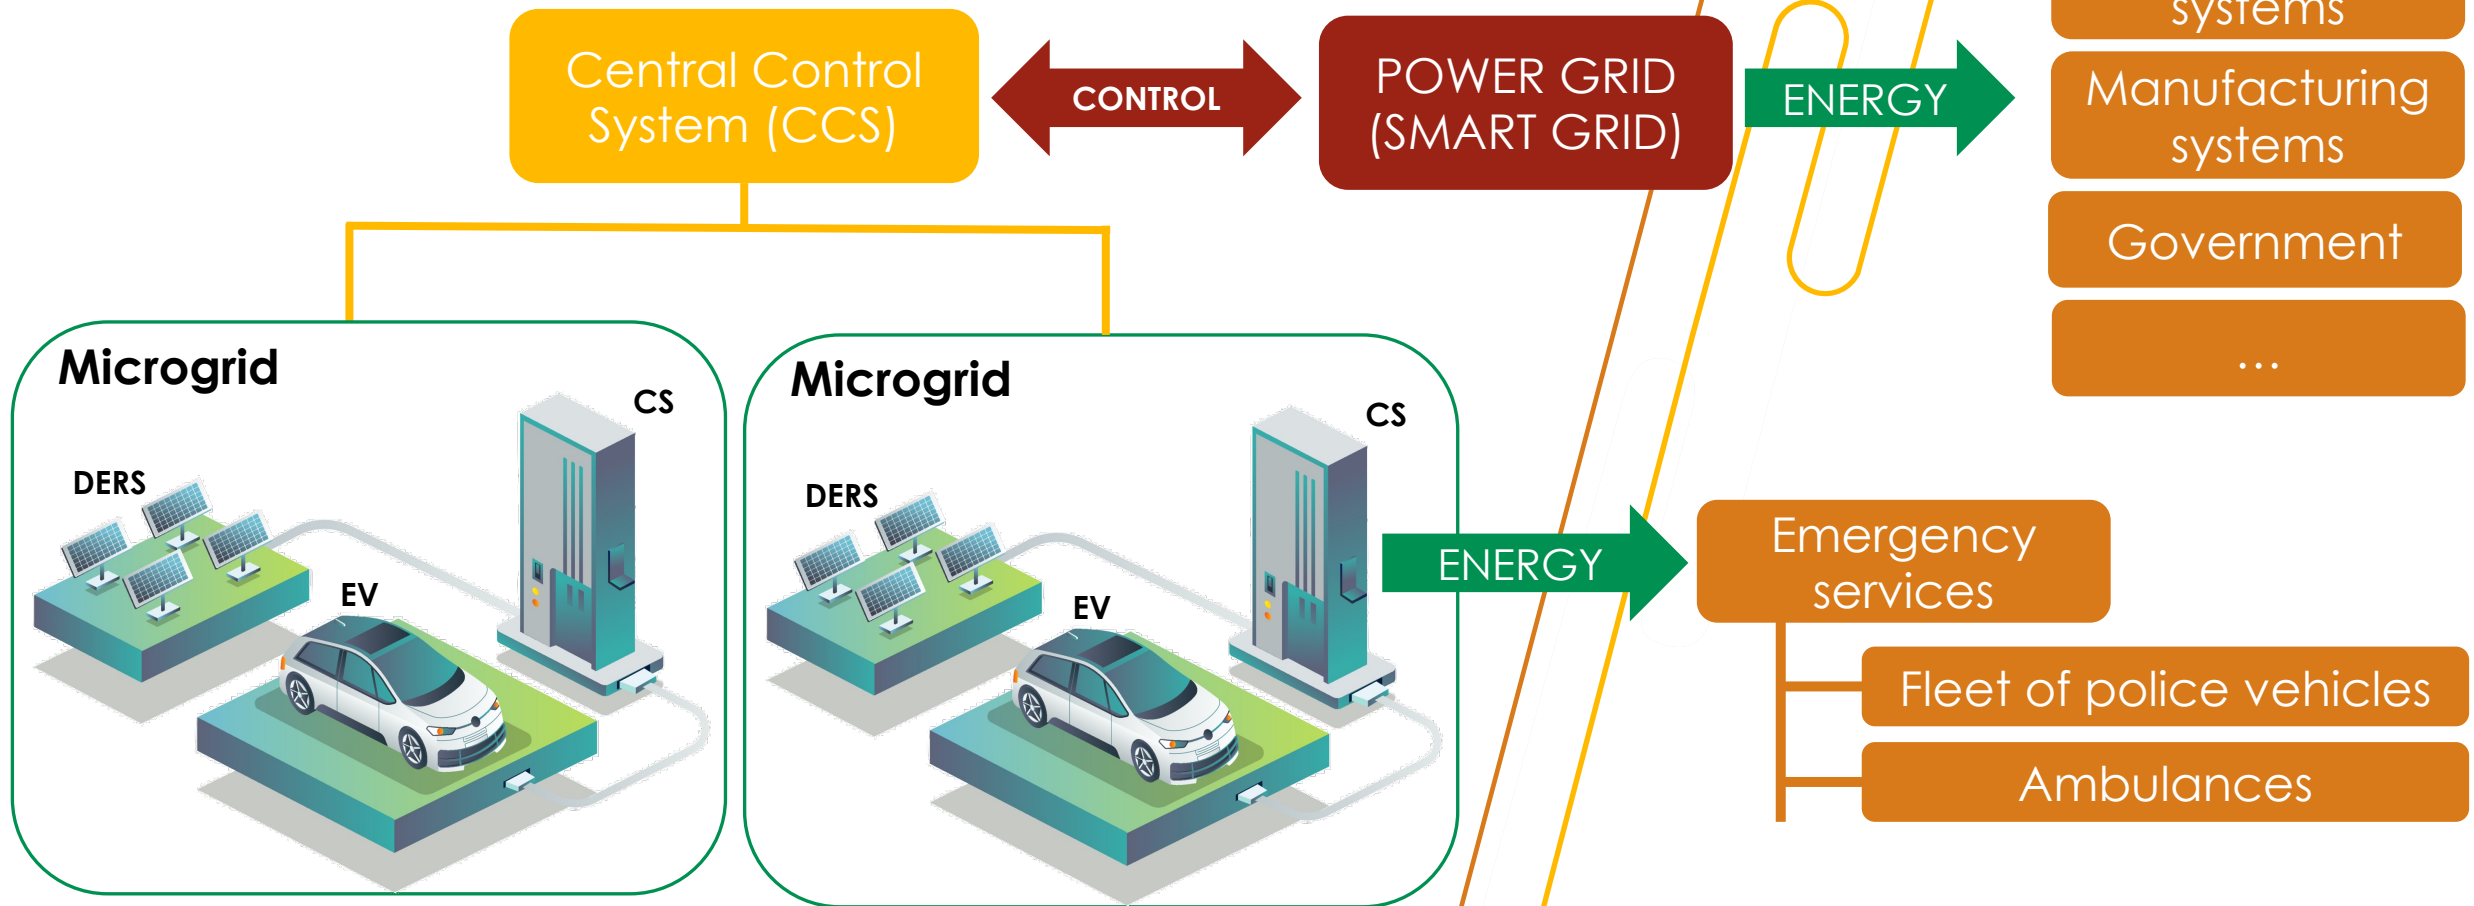 systems
Central Control
System (CCS)
CONTROL
POWER GRID
(SMART GRID)
ENERGY
Manufacturing
systems
Government
...
Microgrid
CS
DERS
EV
Microgrid
CS
DERS
EV
ENERGY
Emergency
services
Fleet of police vehicles
Ambulances